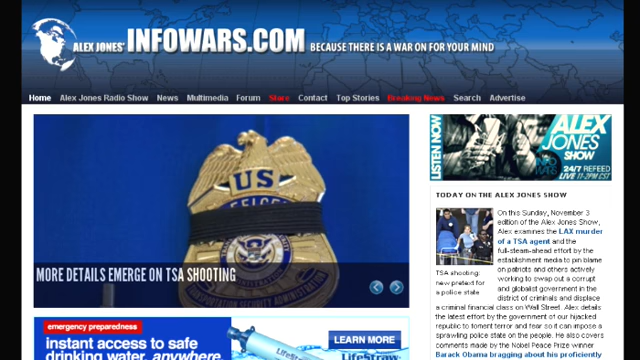 ALEX JONES' INFOWARS.COM BECAUSE THERE IS A WAR ON FOR YOUR MIND
Home Alex Jones Radio Show News Multimedia Forum Store Contact Top Stories Breaking News Search Advertise
US
MORE DETAILS EMERGE ON TSA SHOOTING
emergency preparedness
instant access to safe
drinking water, anywhere
LifeStraw
LEARN MORE
LifeStraw
LISTEN NOW
ALEX
JONES
SHOW
24/7 REFEED
LIVE 11-2PM CST
TODAY ON THE ALEX JONES SHOW
TSA shooting:
new pretext for
a police state
On this Sunday, November 3
edition of the Alex Jones Show,
Alex examines the LAX murder
of a TSA agent and the
full-steam-ahead effort by the
establishment media to pin blame
on patriots and others actively
working to swap out a corrupt
and globalist government in the
district of criminals and displace
a criminal financial class on Wall Street. Alex details
the latest effort by the government of our hijacked
republic to foment terror and fear so it can impose a
sprawling police state on the people. He also covers
comments made by the Nobel Peace Prize winner
Barack Obama bragging about his proficiently